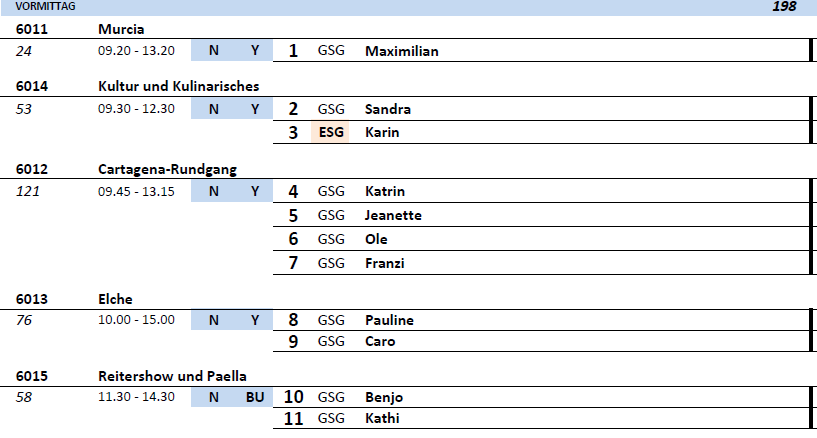 VORMITTAG 198
6011 Murcia
24 09.20 - 13.20 N Y 1 GSG Maximilian
6014 Kultur und Kulinarisches
53 09.30 - 12.30 N Y 2 GSG Sandra
3 ESG Karin
6012 Cartagena-Rundgang
121 09.45 - 13.15 N Y 4 GSG Katrin
5 GSG Jeanette
6 GSG Ole
7 GSG Franzi
6013 Elche
76 10.00 - 15.00 N Y 8 GSG Pauline
9 GSG Caro
6015 Reitershow und Paella
58 11.30 - 14.30 N BU 10 GSG Benjo
11 GSG Kathi